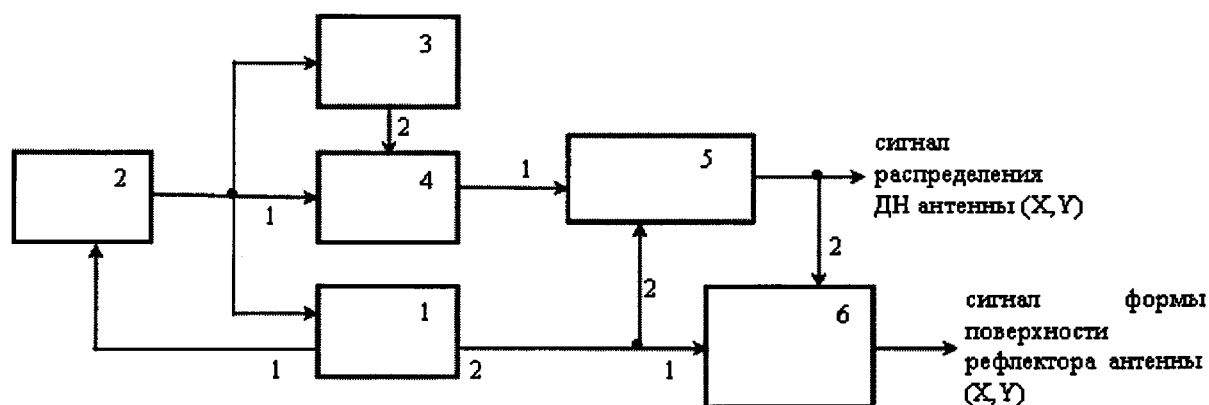 3
2
2
4
1
1
5
сигнал
распределения
ДН антенны (X,Y)
2
2
1
1
2
1
6
сигнал формы
поверхности
рефлектора антенны
(X,Y)